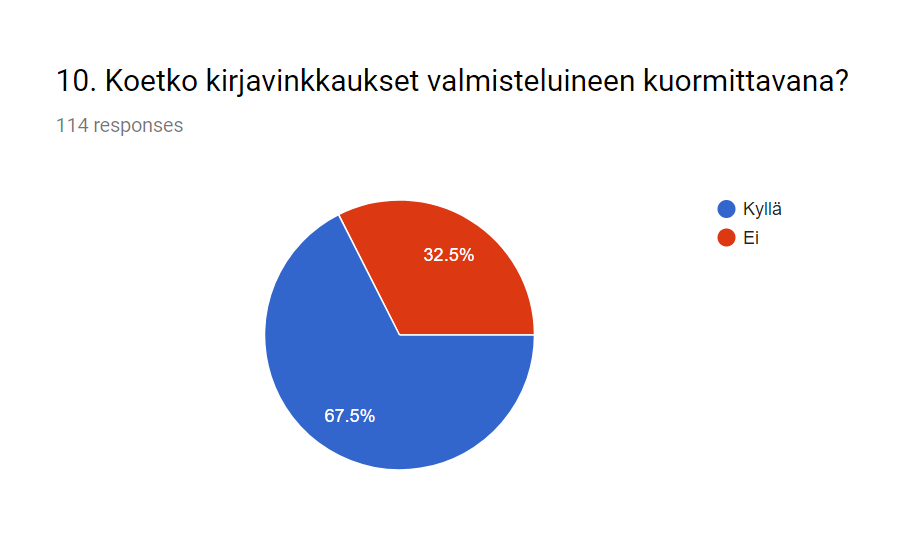 10. Koetko kirjavinkkaukset valmisteluineen kuormittavana?
114 responses
Kyllä
Ei
32.5%
67.5%